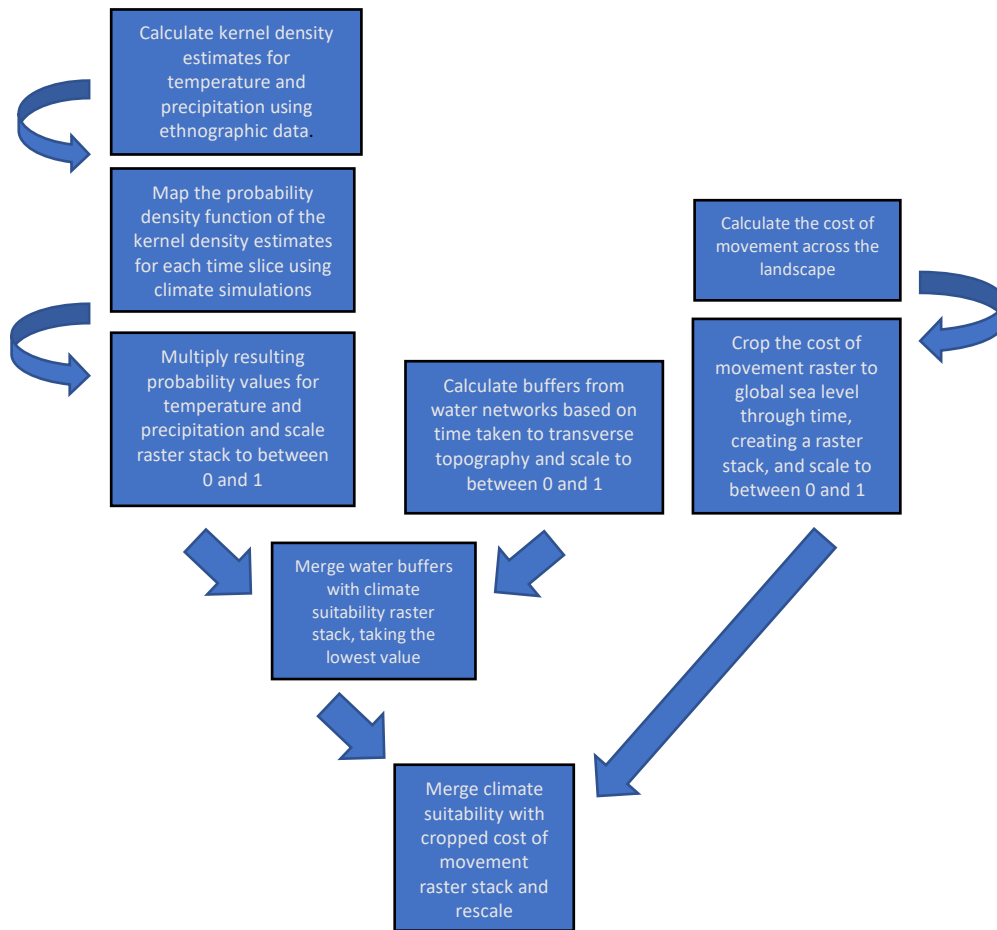 Calculate kernel density
estimates for
temperature and
precipitation using
ethnographic data.
Map the probability
density function of the
kernel density estimates
for each time slice using
climate simulations
Calculate the cost of
movement across the
landscape
Multiply resulting
probability values for
temperature and
precipitation and scale
raster stack to between
0 and 1
Calculate buffers from
water networks based on
time taken to transverse
topography and scale to
between 0 and 1
Crop the cost of
movement raster to
global sea level
through time,
creating a raster
stack, and scale to
between 0 and 1
Merge water buffers
with climate
suitability raster
stack, taking the
lowest value
Merge climate
suitability with
cropped cost of
movement
raster stack and
rescale